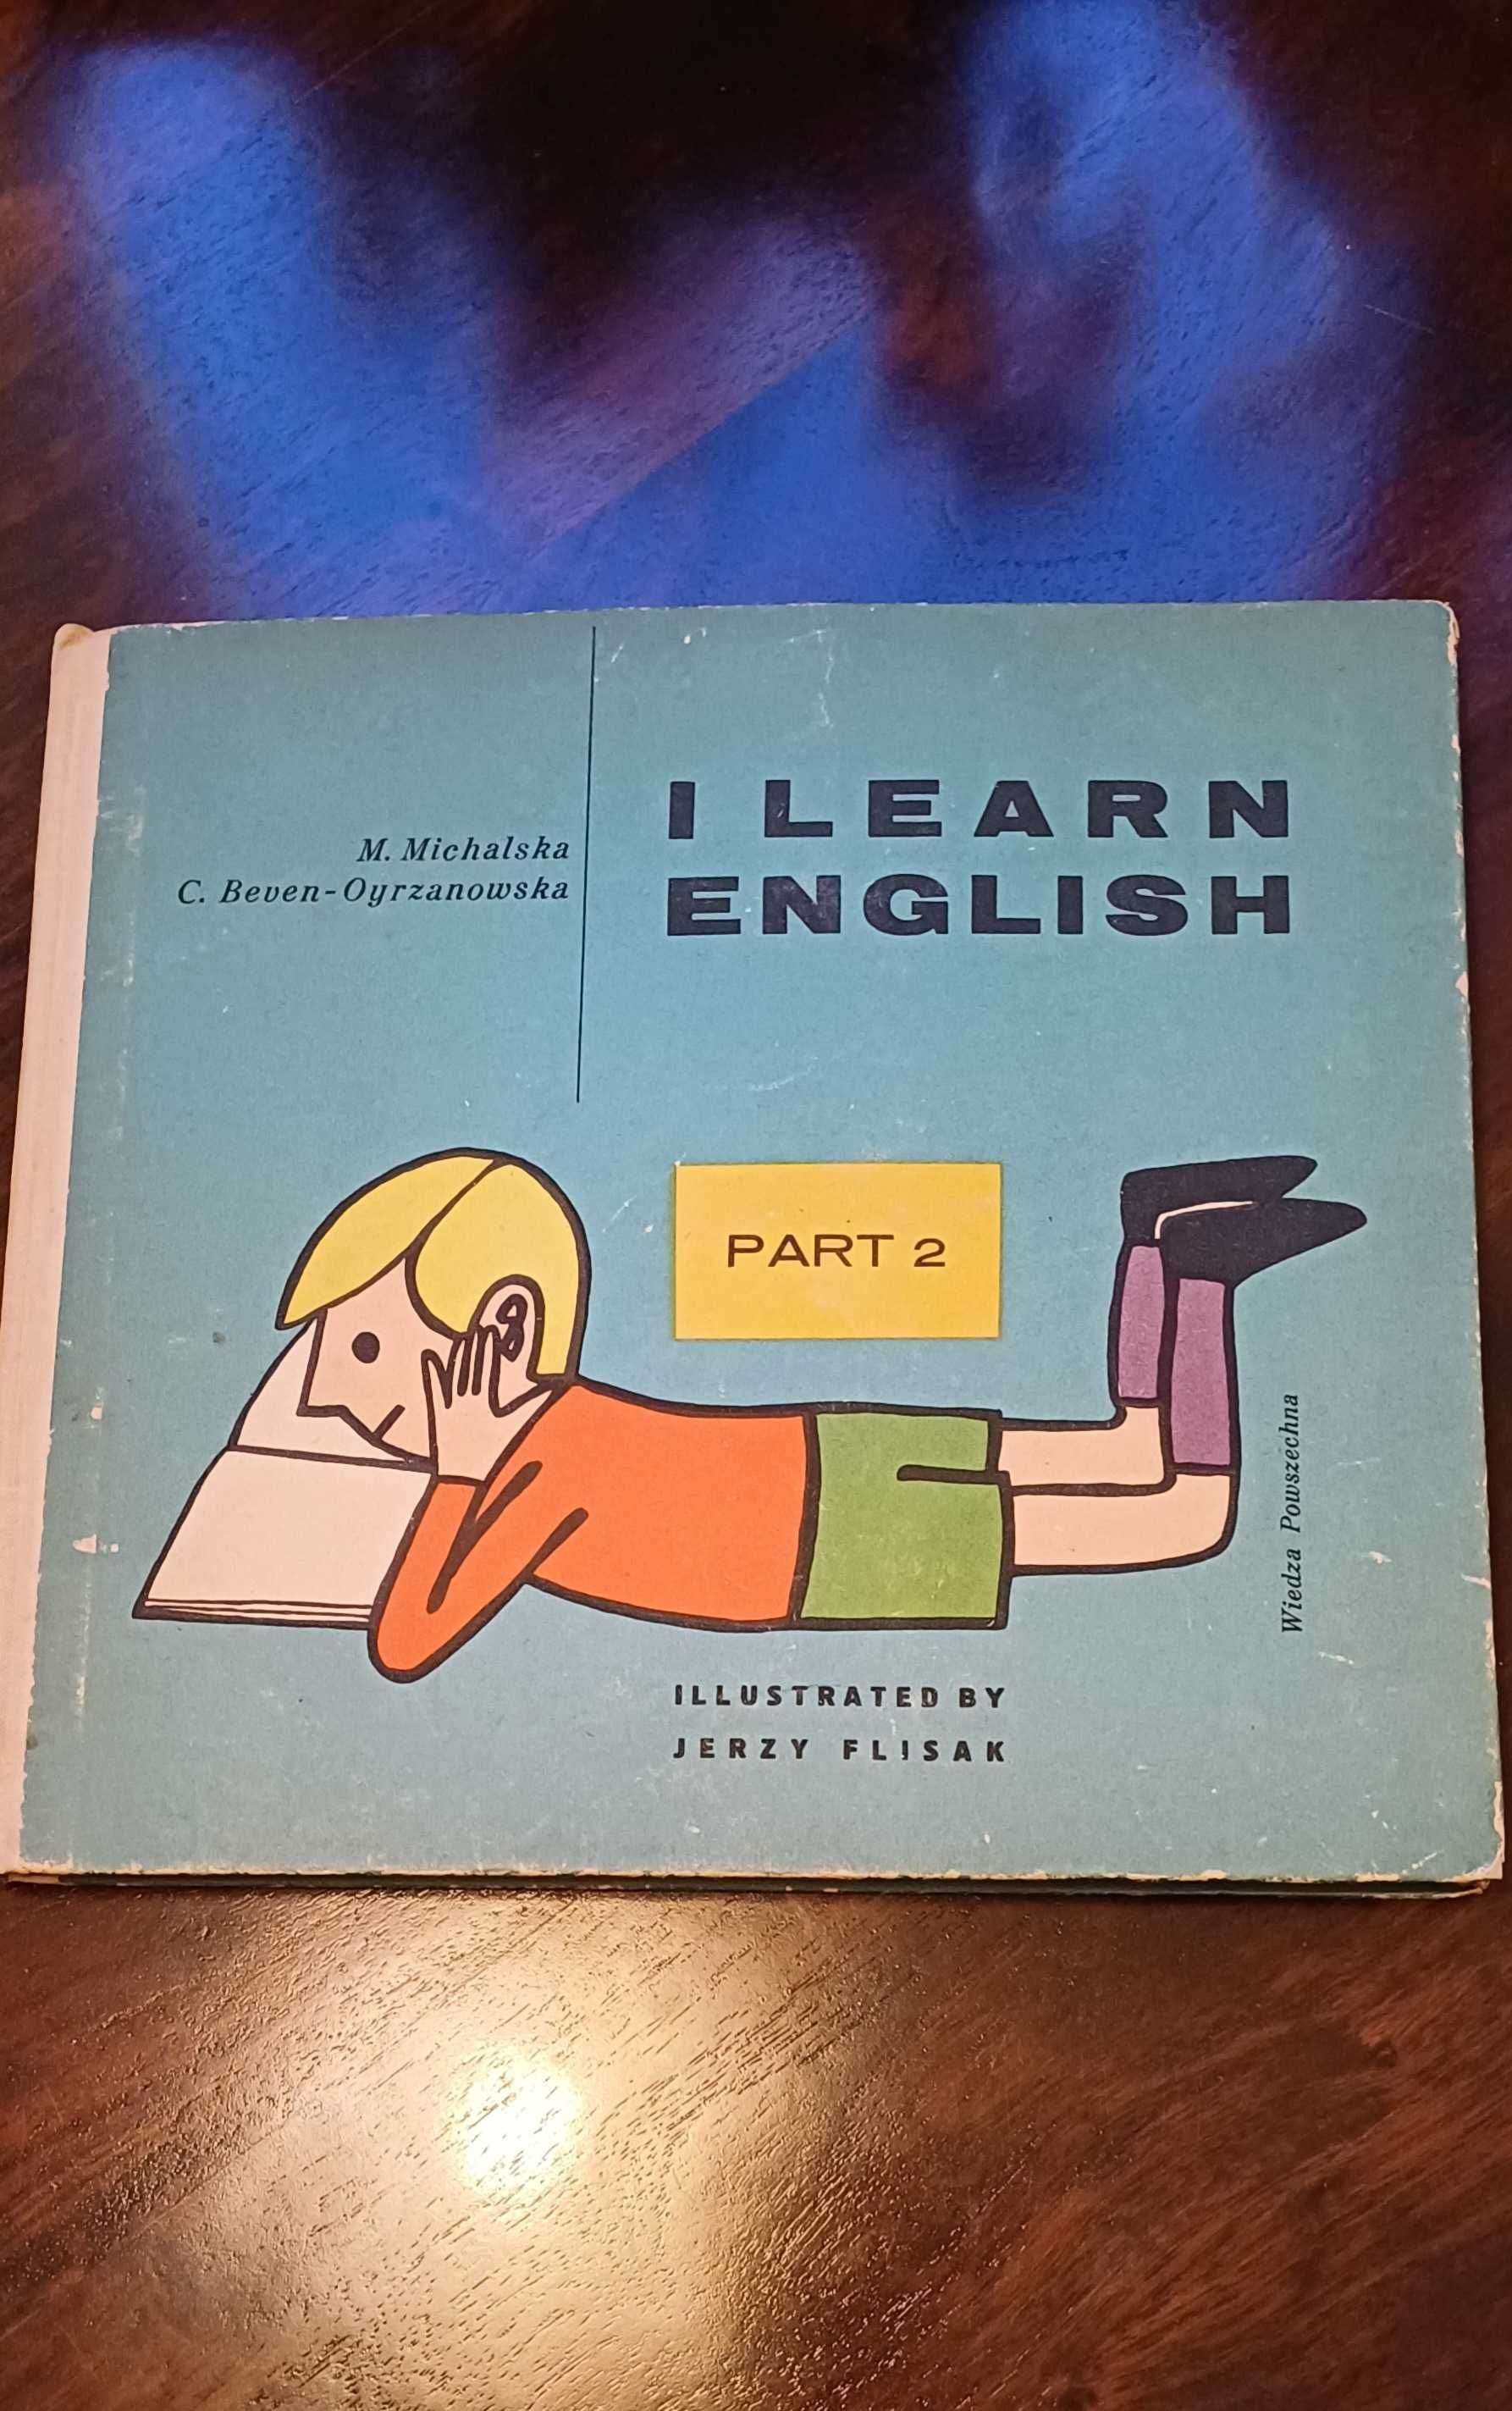 M. Michalska
C. Beven-Oyrzanowska
I LEARN
ENGLISH
PART 2
Wiedza Powszechna
ILLUSTRATED BY
JERZY FLISAK